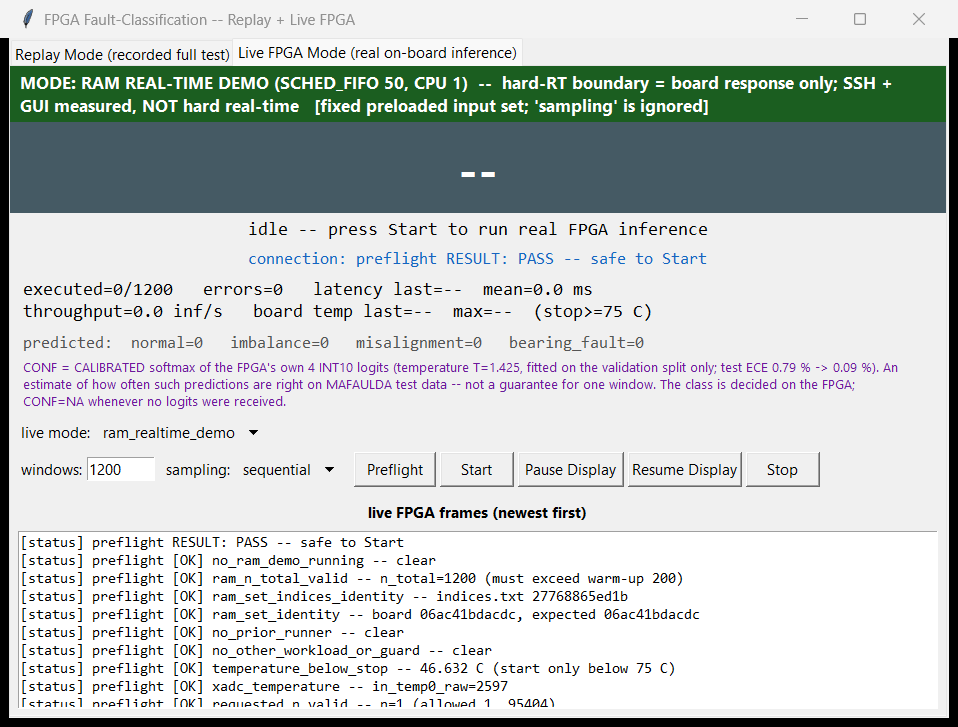 FPGA Fault-Classification -- Replay + Live FPGA
Replay Mode (recorded full test) Live FPGA Mode (real on-board inference)
MODE: RAM REAL-TIME DEMO (SCHED_FIFO 50, CPU 1) -- hard-RT boundary = board response only; SSH +
GUI measured, NOT hard real-time [fixed preloaded input set; 'sampling' is ignored]
--
idle -- press Start to run real FPGA inference
connection: preflight RESULT: PASS -- safe to Start
executed=0/1200 errors=0 latency last=-- mean=0.0 ms
throughput=0.0 inf/s board temp last=-- max=-- (stop>=75 C)
predicted: normal=0 imbalance=0 misalignment=0 bearing_fault=0
CONF = CALIBRATED softmax of the FPGA's own 4 INT10 logits (temperature T=1.425, fitted on the validation split only; test ECE 0.79 % -> 0.09 %). An
estimate of how often such predictions are right on MAFAULDA test data -- not a guarantee for one window. The class is decided on the FPGA;
CONF=NA whenever no logits were received.
live mode: ram_realtime_demo
windows: 1200 sampling: sequential Preflight Start Pause Display Resume Display Stop
live FPGA frames (newest first)
[status] preflight RESULT: PASS -- safe to Start
[status] preflight [OK] no_ram_demo_running -- clear
[status] preflight [OK] ram_n_total_valid -- n_total=1200 (must exceed warm-up 200)
[status] preflight [OK] ram_set_indices_identity -- indices.txt 27768865ed1b
[status] preflight [OK] ram_set_identity -- board 06ac41bdacdc, expected 06ac41bdacdc
[status] preflight [OK] no_prior_runner -- clear
[status] preflight [OK] no_other_workload_or_guard -- clear
[status] preflight [OK] temperature_below_stop -- 46.632 C (start only below 75 C)
[status] preflight [OK] xadc_temperature -- in_temp0_raw=2597
[status] preflight [OK] requested_n_valid -- n=1 (allowed 1..95404)